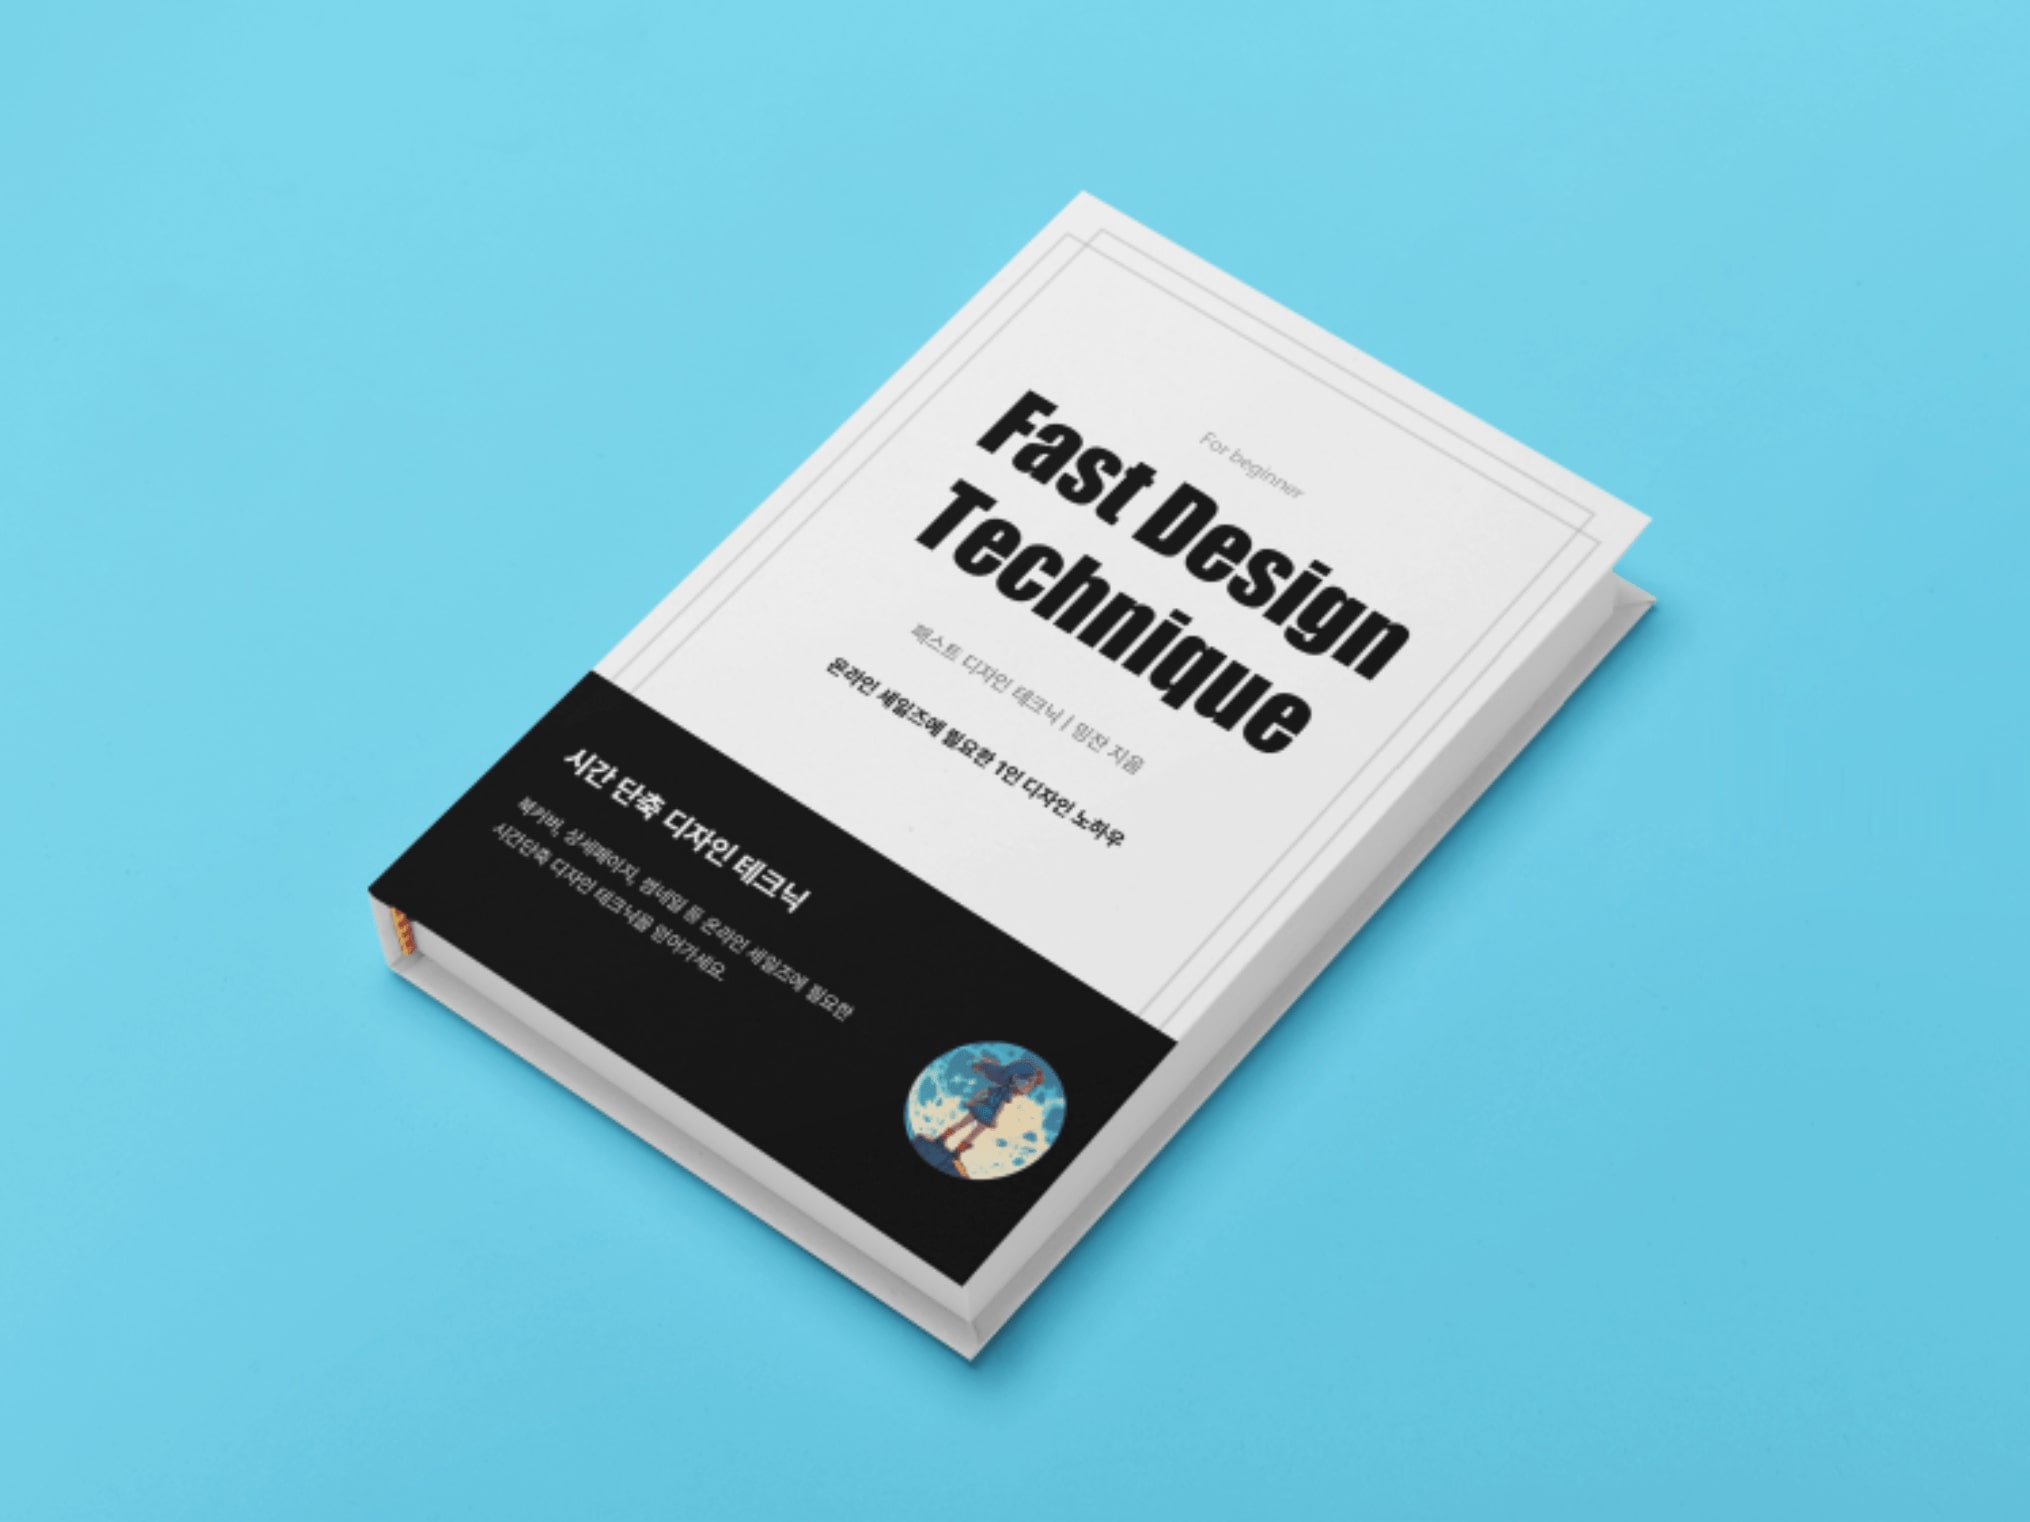 For beginner
Fast Design
Technique
패스트 디자인 테크닉 | 밍잔 지음
온라인 세일즈에 필요한 1인 디자인 노하우
시간 단축 디자인 테크닉
북커버, 상세페이지, 썸네일 등 온라인 세일즈에 필요한
시간단축 디자인 테크닉을 얻어가세요.